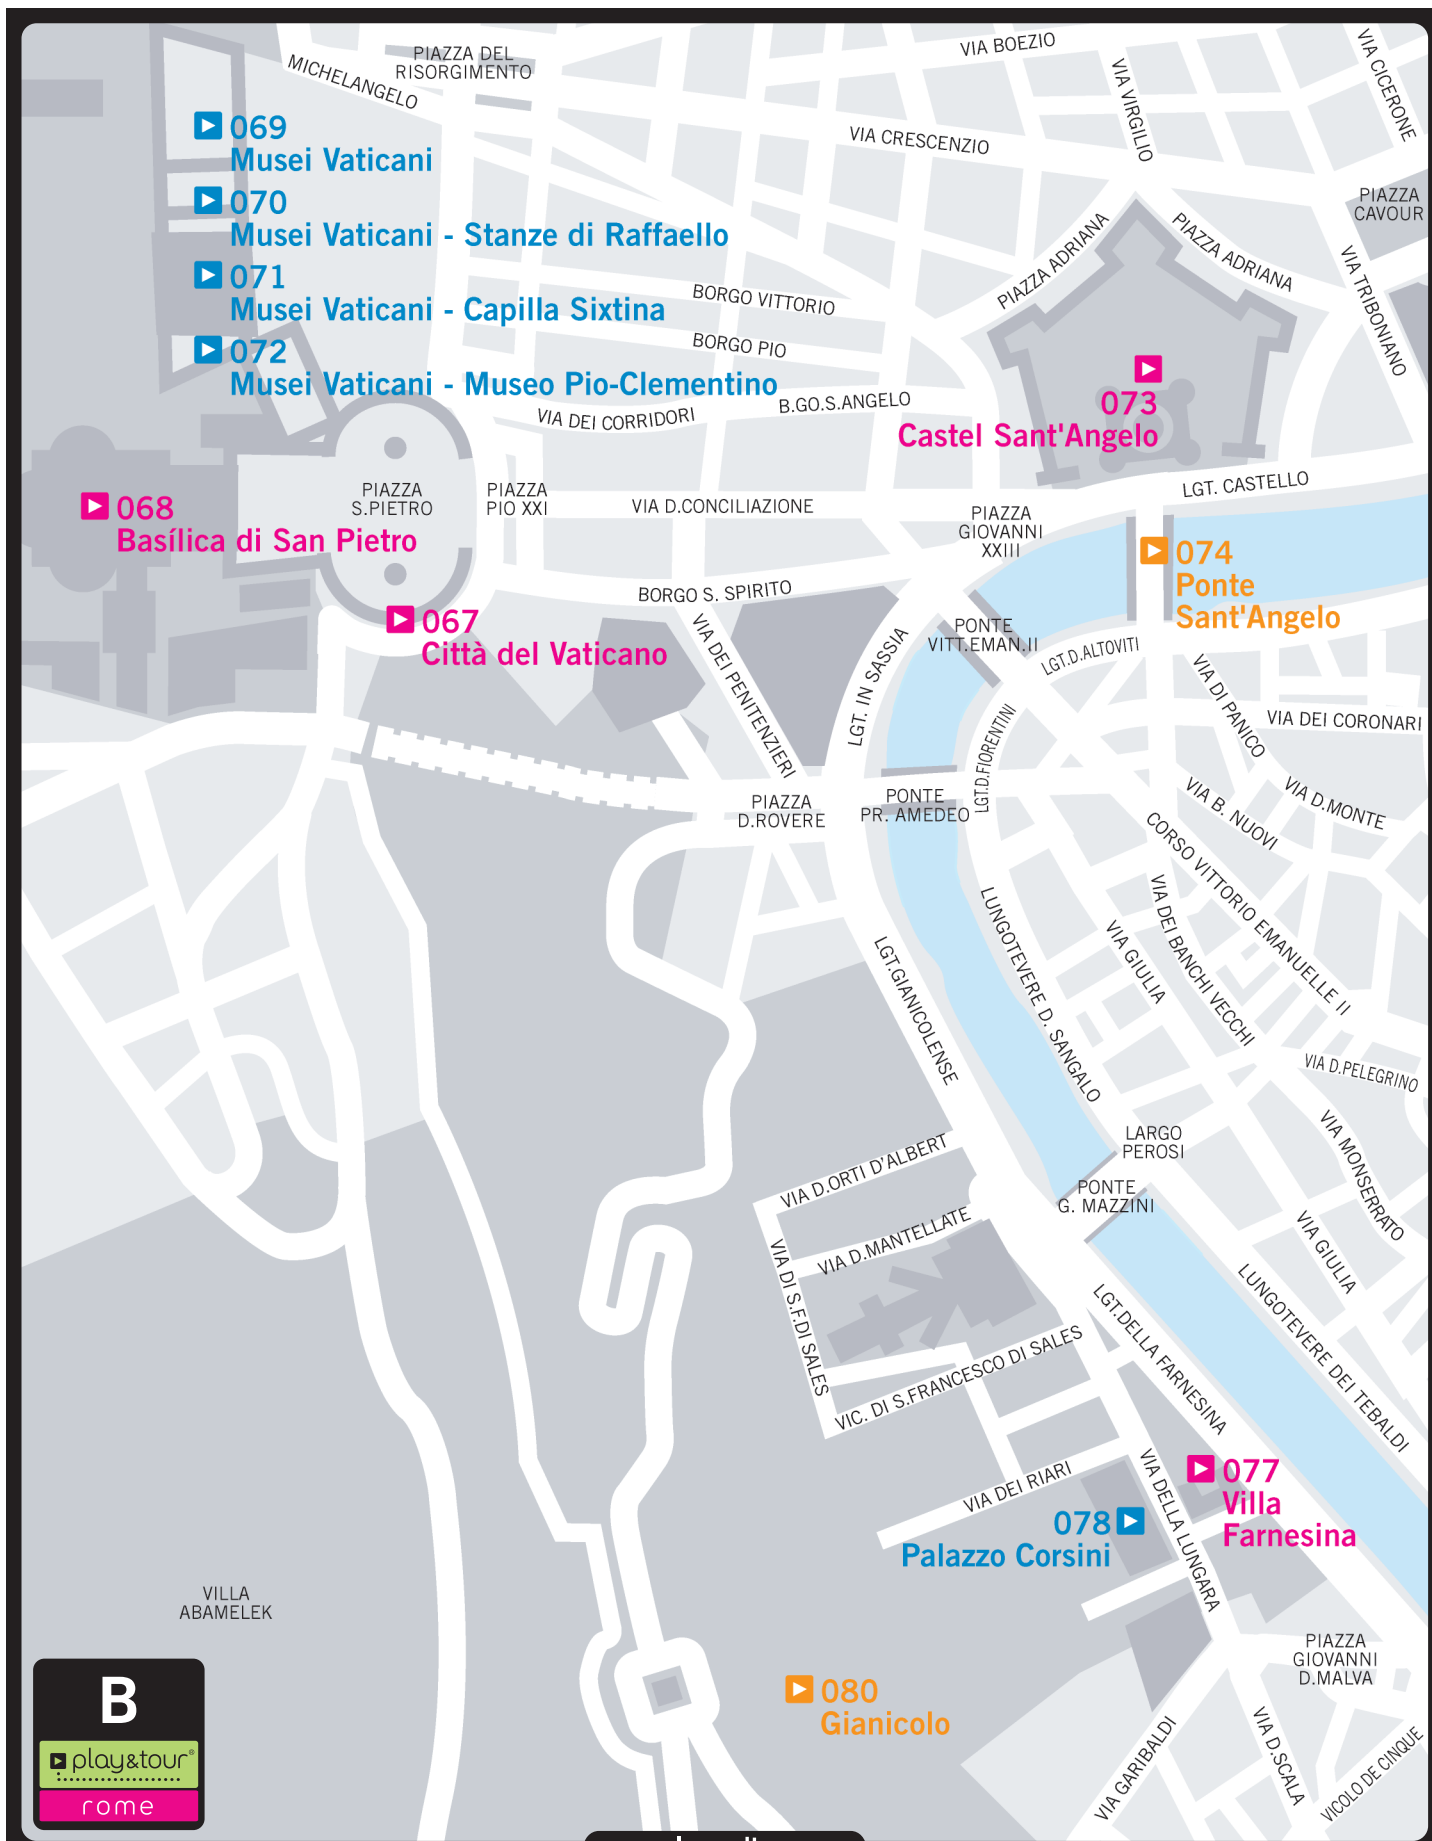 PIAZZA DEL
RISORGIMENTO
MICHELANGELO
VIA BOEZIO
VIA VIRGILIO
VIA CICERONE
VIA CRESCENZIO
069
Musei Vaticani
070
Musei Vaticani - Stanze di Raffaello
071
Musei Vaticani - Capilla Sixtina
072
Musei Vaticani - Museo Pio-Clementino
PIAZZA
CAVOUR
PIAZZA ADRIANA
PIAZZA ADRIANA
VIA TRIBONIANO
BORGO VITTORIO
BORGO PIO
B.GO.S.ANGELO
VIA DEI CORRIDORI
073
Castel Sant'Angelo
LGT. CASTELLO
PIAZZA
S.PIETRO
PIAZZA
PIO XXI
VIA D.CONCILIAZIONE
PIAZZA
GIOVANNI
XXIII
068
Basílica di San Pietro
074
Ponte
Sant'Angelo
067
Città del Vaticano
BORGO S. SPIRITO
VIA DEI PENITENZIERI
LGT. IN SASSIA
PONTE
VITT.EMAN.II
LGT.D.ALTOVITI
LGT.D.FIORENTINI
VIA DI PANICO
VIA DEI CORONARI
PIAZZA
D.ROVERE
PONTE
PR. AMEDEO
VIA B. NUOVI
VIA D.MONTE
CORSO VITTORIO EMANUELLE II
VIA DEI BANCHI VECCHI
VIA GIULIA
LUNGOTEVERE D. SANGALO
LGT.GIANICOLENSE
VIA D.PELEGRINO
VIA MONSERRATO
LARGO
PEROSI
PONTE
G. MAZZINI
VIA D.ORTI D'ALBERT
VIA D.MANTELLATE
VIA DI S.F.DI SALES
VIC. DI S.FRANCESCO DI SALES
VIA GIULIA
LUNGOTEVERE DEI TEBALDI
LGT.DELLA FARNESINA
VIA DEI RIARI
VIA DELLA LUNGARA
077
Villa
Farnesina
078
Palazzo Corsini
VILLA
ABAMELEK
PIAZZA
GIOVANNI
D.MALVA
080
Gianicolo
VIA GARIBALDI
VIA D.SCALA
VICOLO DE CINQUE
B
play&tour®
rome